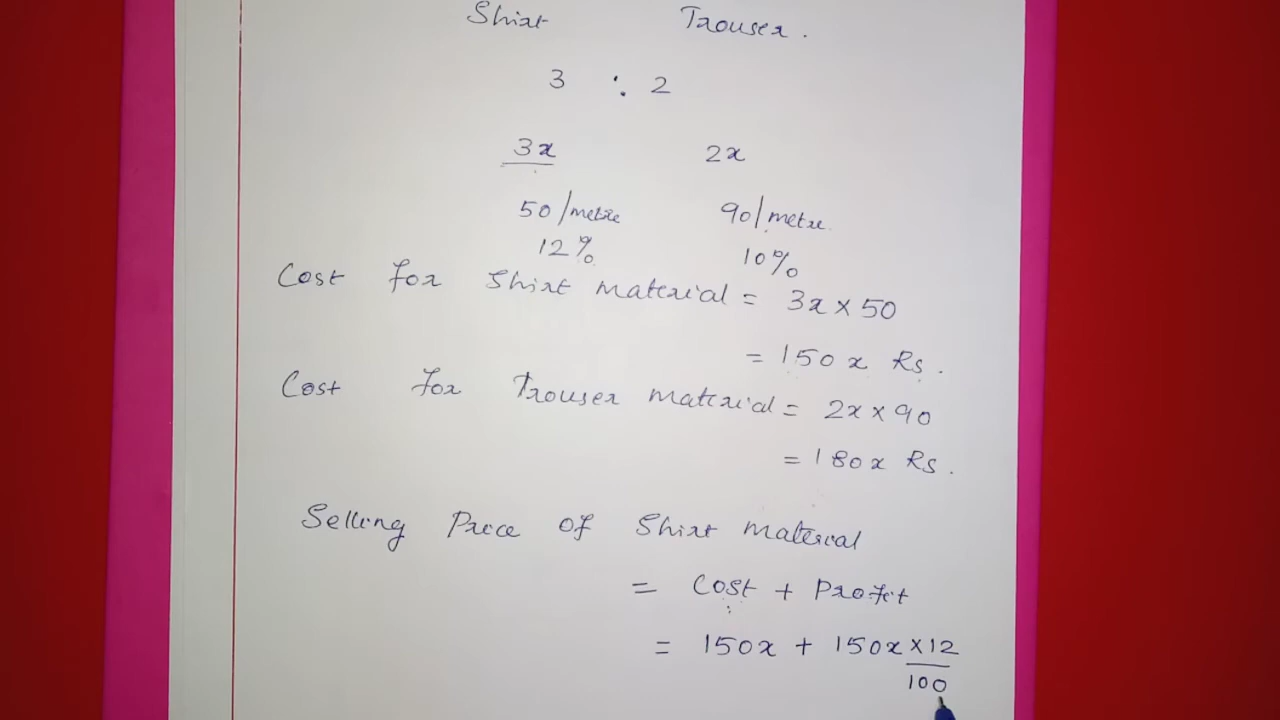 Shirt Trouser.
3 : 2
3x 2x
50/metre 90/metre
12% 10%
Cost for Shirt material = 3x × 50
= 150x Rs.
Cost for Trouser material = 2x × 90
= 180x Rs.
Selling Price of Shirt material
= Cost + Profit
= 150x + 150x × 12
100